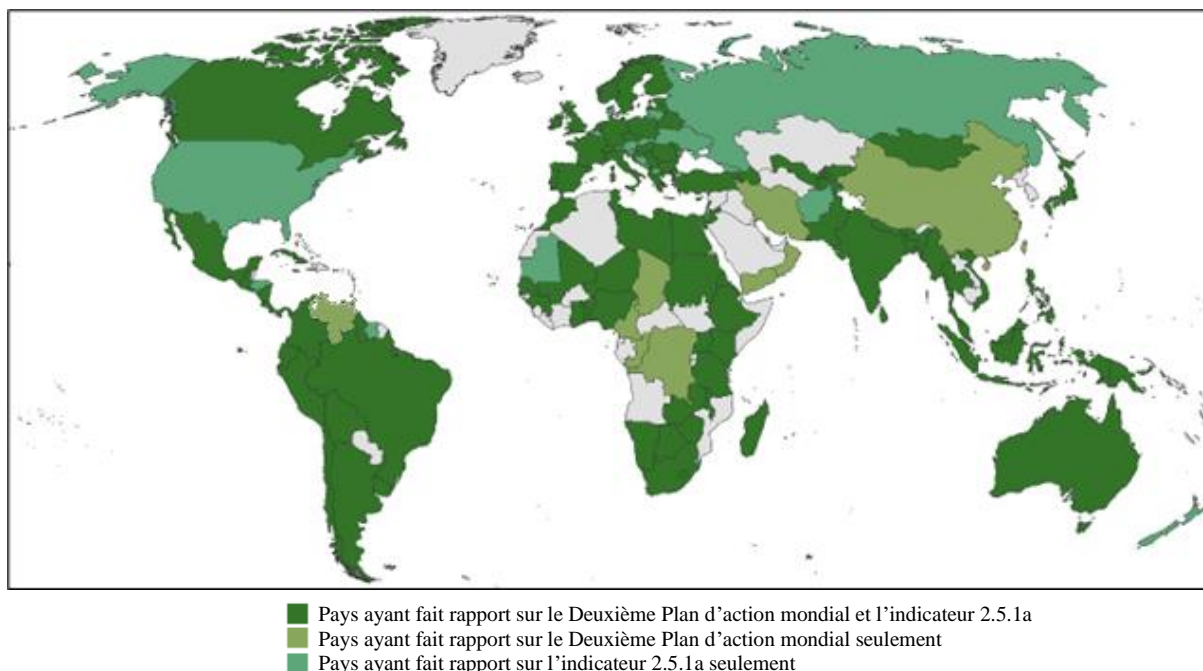 Pays ayant fait rapport sur le Deuxième Plan d'action mondial et l'indicateur 2.5.1a
Pays ayant fait rapport sur le Deuxième Plan d'action mondial seulement
Pays ayant fait rapport sur l'indicateur 2.5.1a seulement